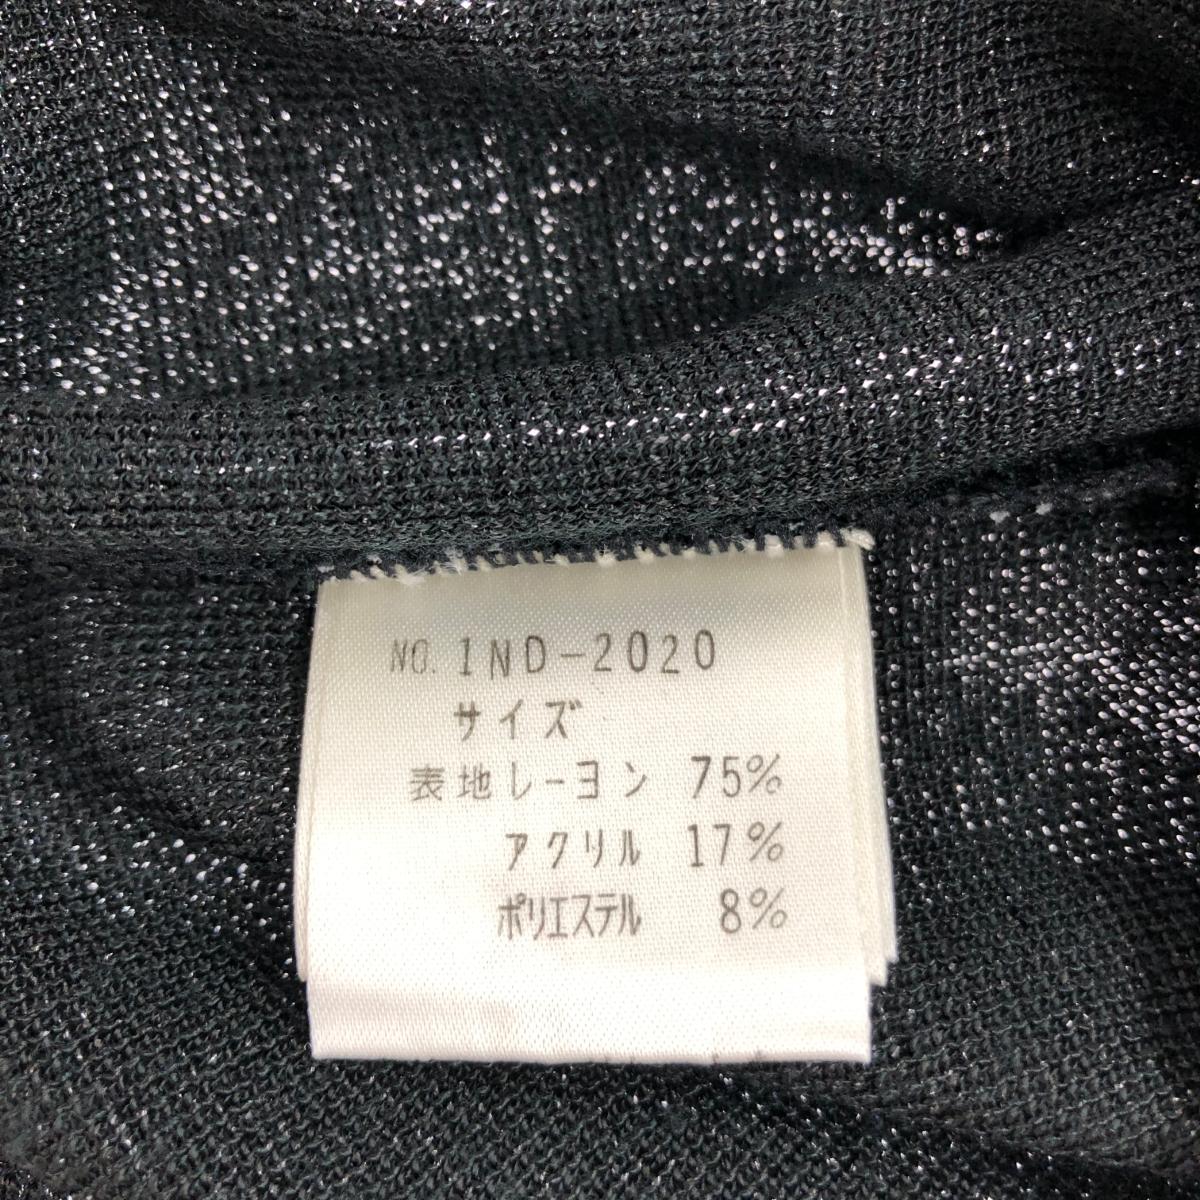 NO. 1ND-2020
サイズ
表地レーヨン 75%
アクリル 17%
ポリエステル 8%